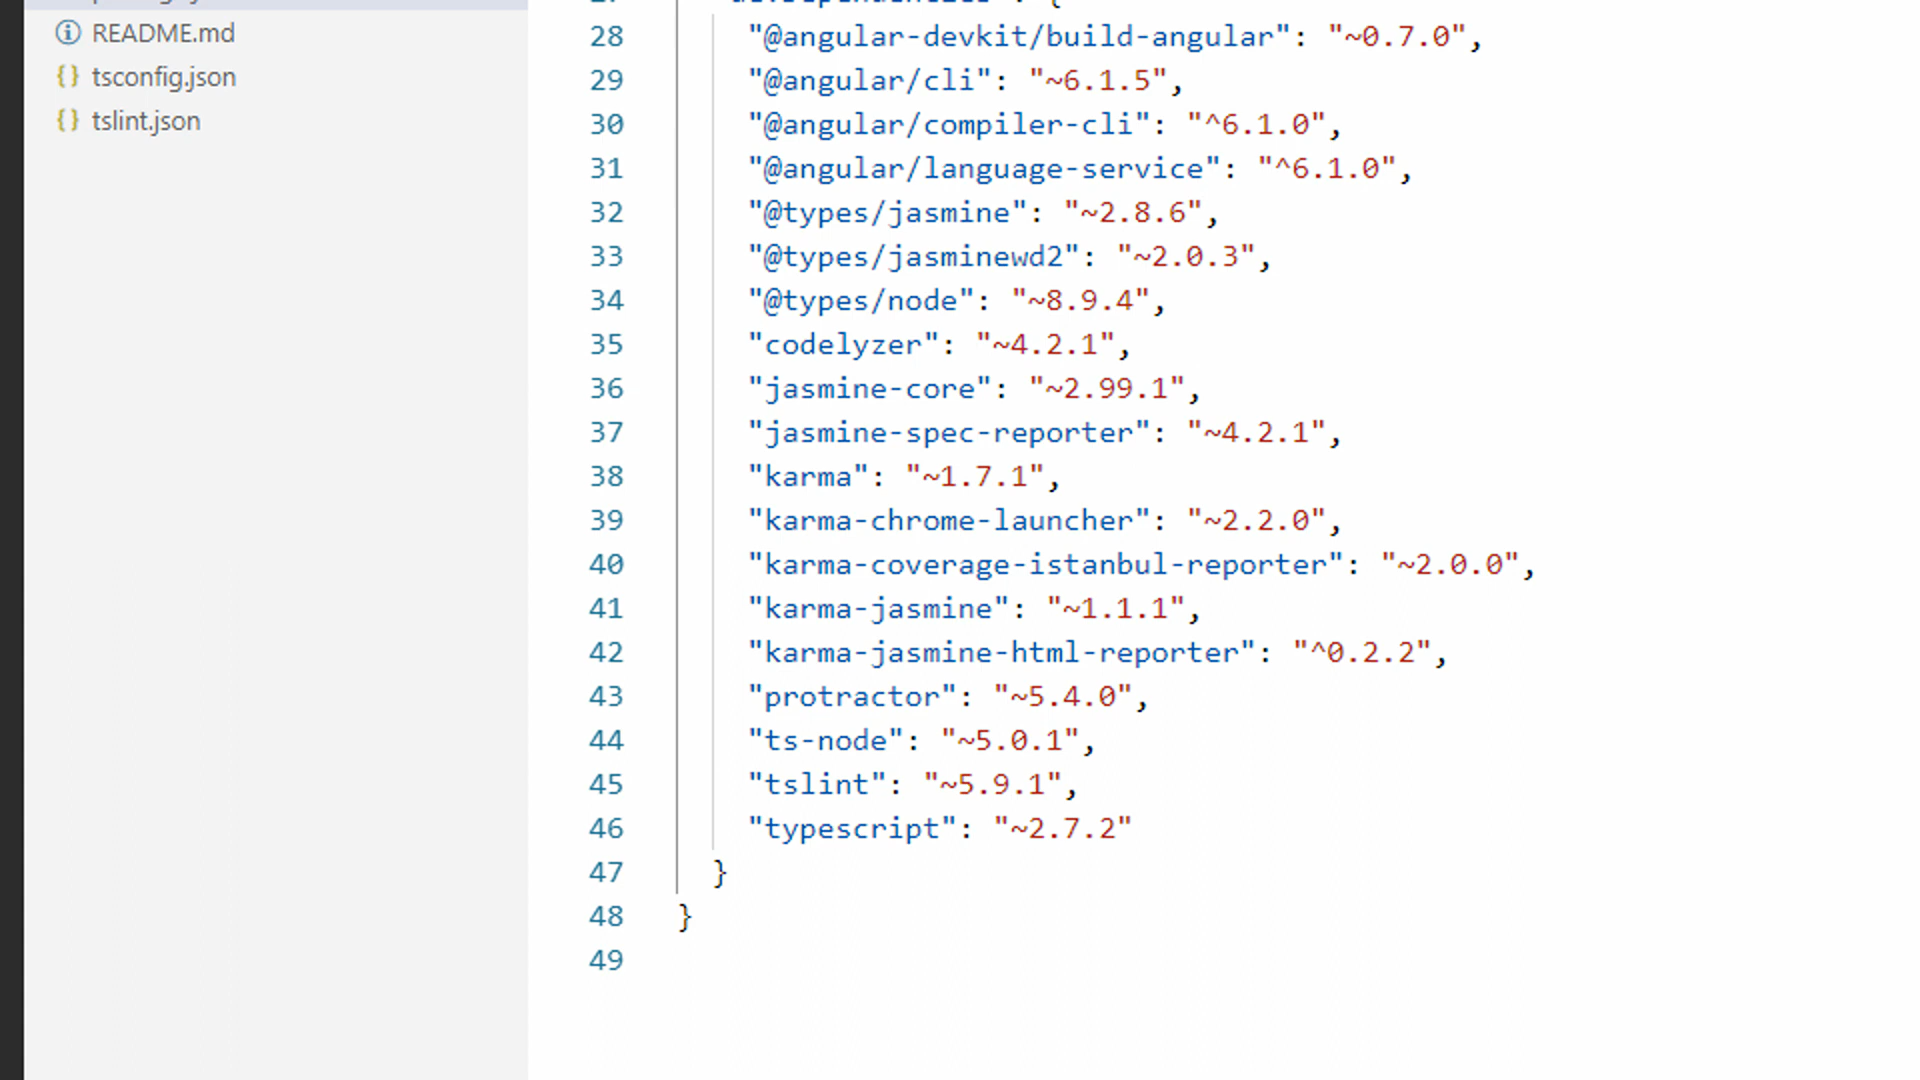 README.md
tsconfig.json
tslint.json
28 "@angular-devkit/build-angular": "~0.7.0",
29 "@angular/cli": "~6.1.5",
30 "@angular/compiler-cli": "^6.1.0",
31 "@angular/language-service": "^6.1.0",
32 "@types/jasmine": "~2.8.6",
33 "@types/jasminewd2": "~2.0.3",
34 "@types/node": "~8.9.4",
35 "codelyzer": "~4.2.1",
36 "jasmine-core": "~2.99.1",
37 "jasmine-spec-reporter": "~4.2.1",
38 "karma": "~1.7.1",
39 "karma-chrome-launcher": "~2.2.0",
40 "karma-coverage-istanbul-reporter": "~2.0.0",
41 "karma-jasmine": "~1.1.1",
42 "karma-jasmine-html-reporter": "^0.2.2",
43 "protractor": "~5.4.0",
44 "ts-node": "~5.0.1",
45 "tslint": "~5.9.1",
46 "typescript": "~2.7.2"
47 }
48 }
49